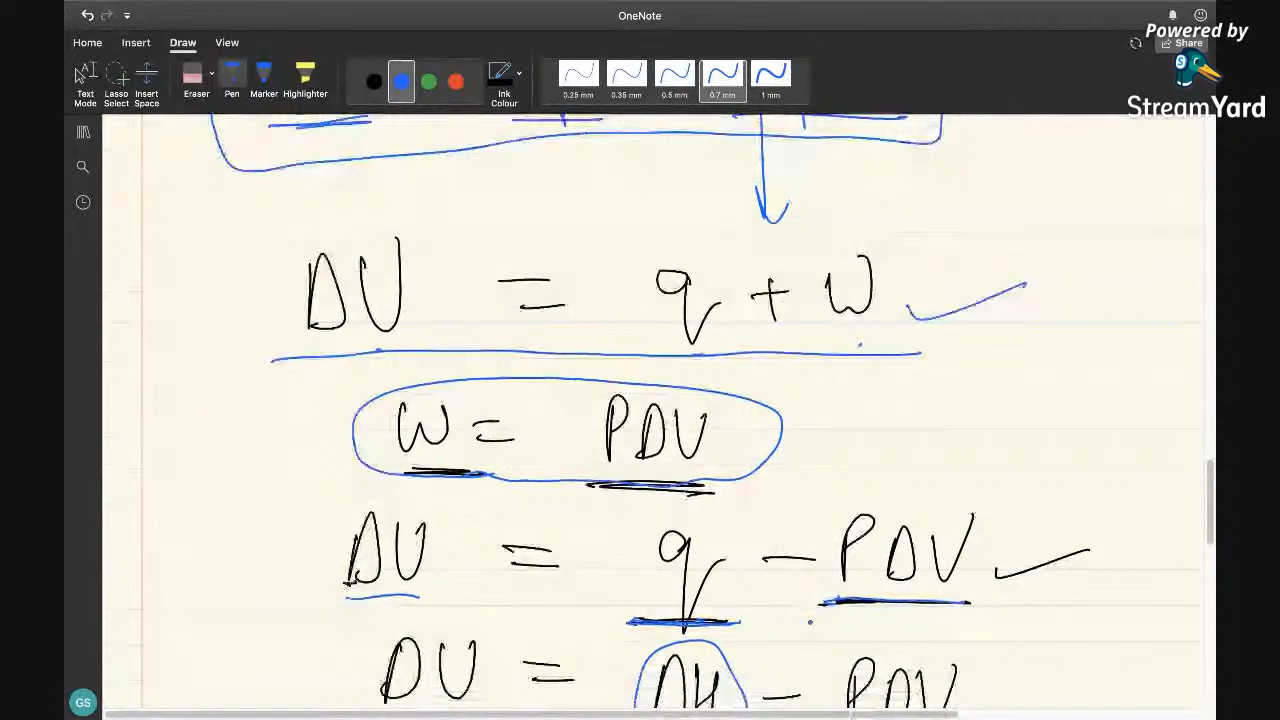 OneNote
Powered by
StreamYard
Home Insert Draw View
Share
Text Mode
Lasso Select
Insert Space
Eraser
Pen
Marker
Highlighter
Ink Colour
0.25 mm
0.35 mm
0.5 mm
0.7 mm
1 mm
ΔU = q + W
W = PΔV
ΔU = q - PΔV
ΔU = ΔH - PΔV
GS